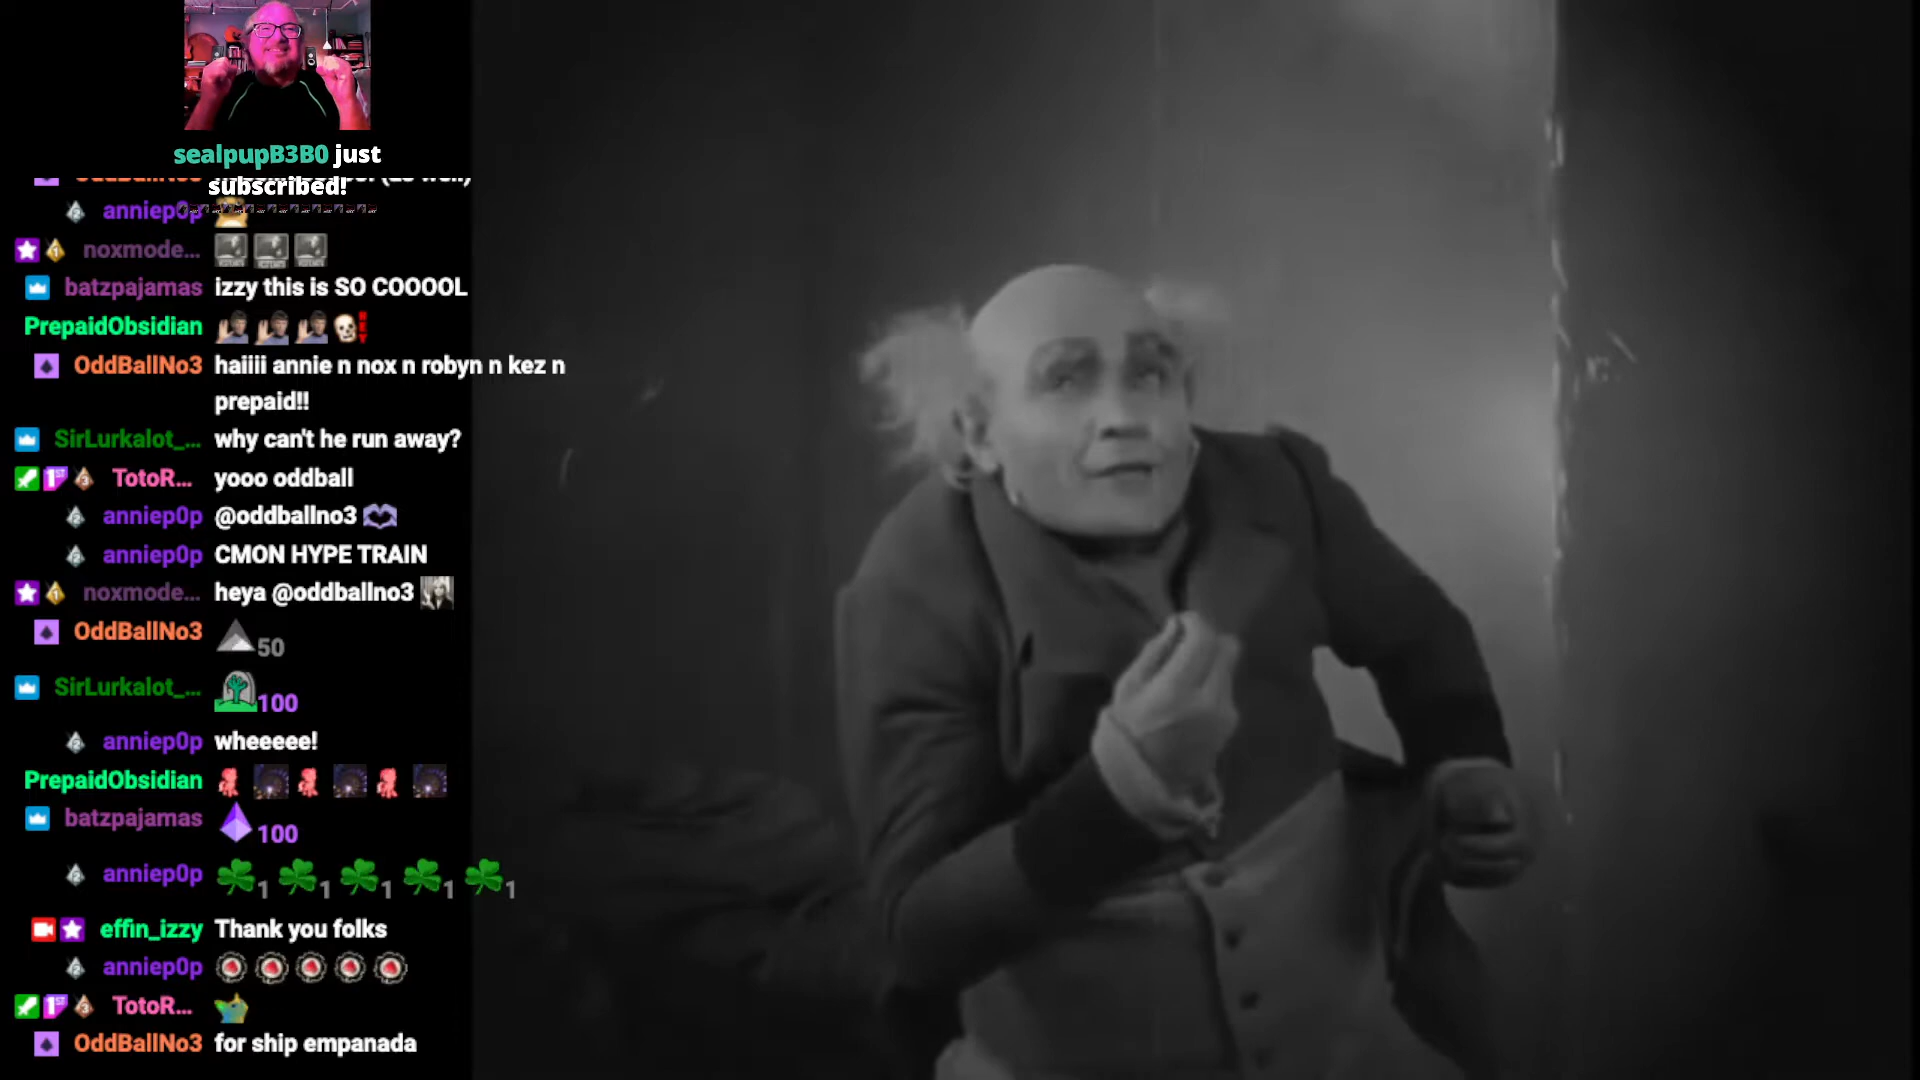 sealpupB3B0 just
subscribed!
OddBallNo3
anniep0p
noxmode...
batzpajamas izzy this is SO COOOOL
PrepaidObsidian
OddBallNo3 haiiii annie n nox n robyn n kez n
prepaid!!
SirLurkalot_... why can't he run away?
TotoR... yooo oddball
anniep0p @oddballno3
anniep0p CMON HYPE TRAIN
noxmode... heya @oddballno3
OddBallNo3 50
SirLurkalot_... 100
anniep0p wheeeee!
PrepaidObsidian
batzpajamas 100
anniep0p 1 1 1 1 1
effin_izzy Thank you folks
anniep0p
TotoR...
OddBallNo3 for ship empanada